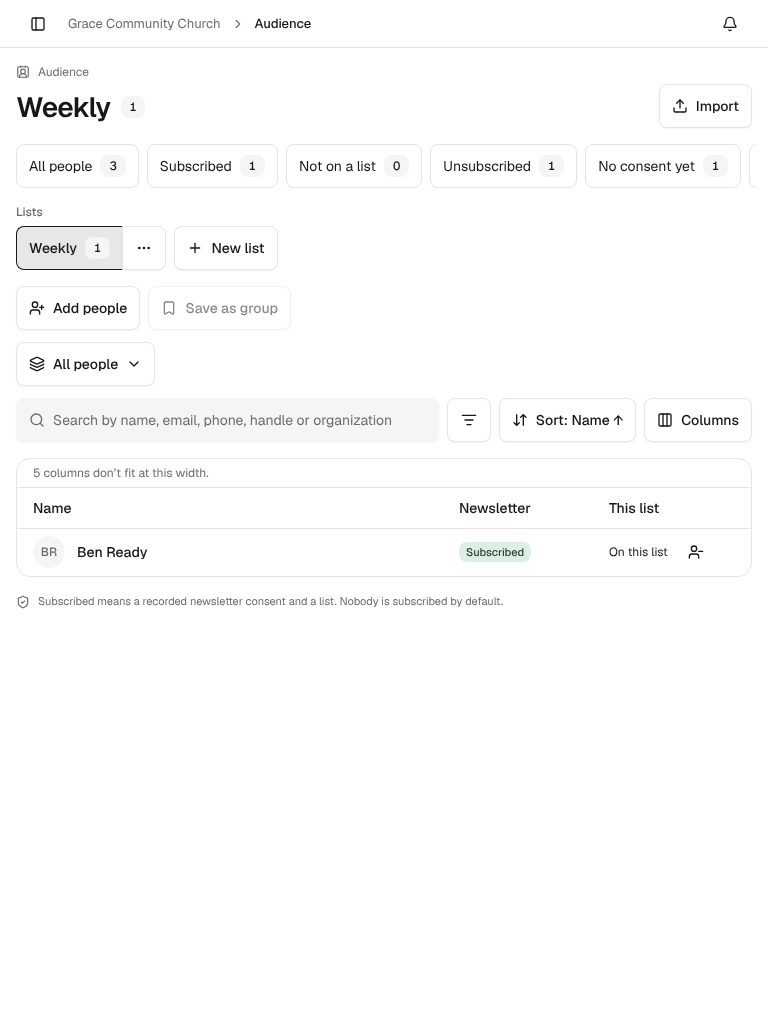 Grace Community Church > Audience
Audience
Weekly 1
Import
All people 3 Subscribed 1 Not on a list 0 Unsubscribed 1 No consent yet 1
Lists
Weekly 1 ··· + New list
Add people Save as group
All people
Search by name, email, phone, handle or organization Sort: Name ↑ Columns
5 columns don't fit at this width.
Name Newsletter This list
BR Ben Ready Subscribed On this list
Subscribed means a recorded newsletter consent and a list. Nobody is subscribed by default.